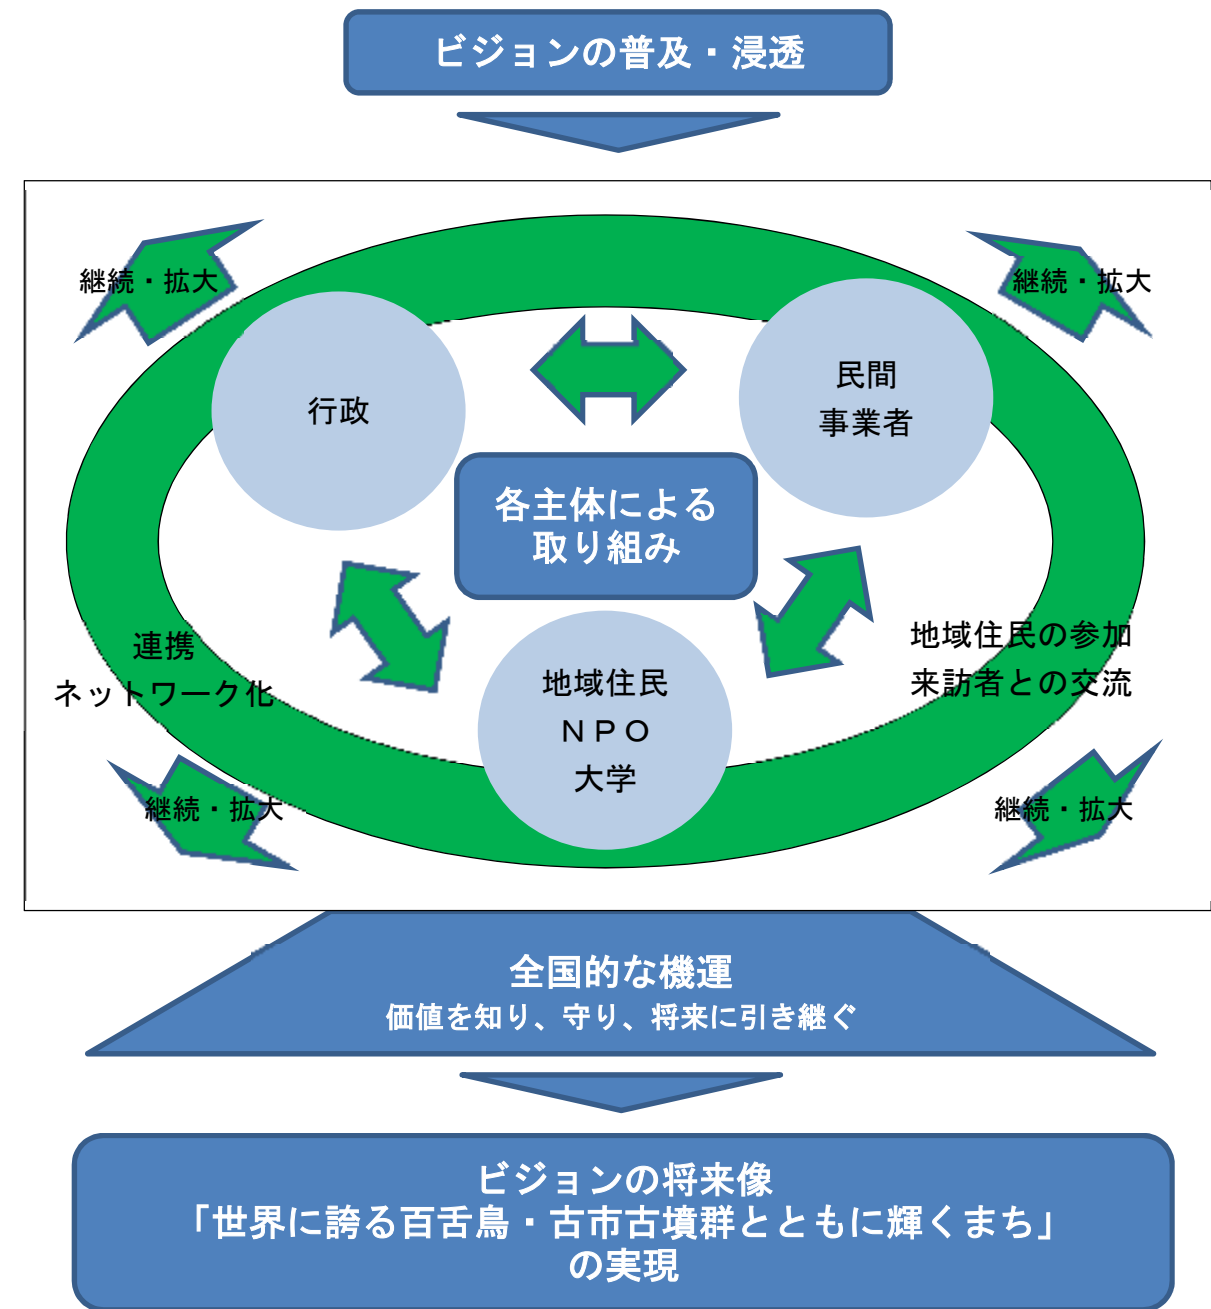 ビジョンの普及・浸透
継続・拡大
継続・拡大
行政
民間
事業者
各主体による
取り組み
連携
ネットワーク化
地域住民の参加
来訪者との交流
地域住民
ＮＰＯ
大学
継続・拡大
継続・拡大
全国的な機運
価値を知り、守り、将来に引き継ぐ
ビジョンの将来像
「世界に誇る百舌鳥・古市古墳群とともに輝くまち」
の実現